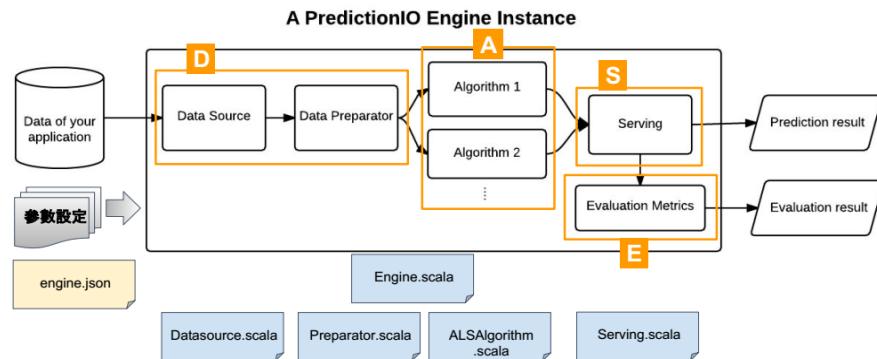 A PredictionIO Engine Instance
D
A
S
E
Data of your
application
Data Source
Data Preparator
Algorithm 1
Algorithm 2
Serving
Evaluation Metrics
Prediction result
Evaluation result
参數設定
engine.json
Engine.scala
Datasource.scala
Preparator.scala
ALSAlgorithm
.scala
Serving.scala